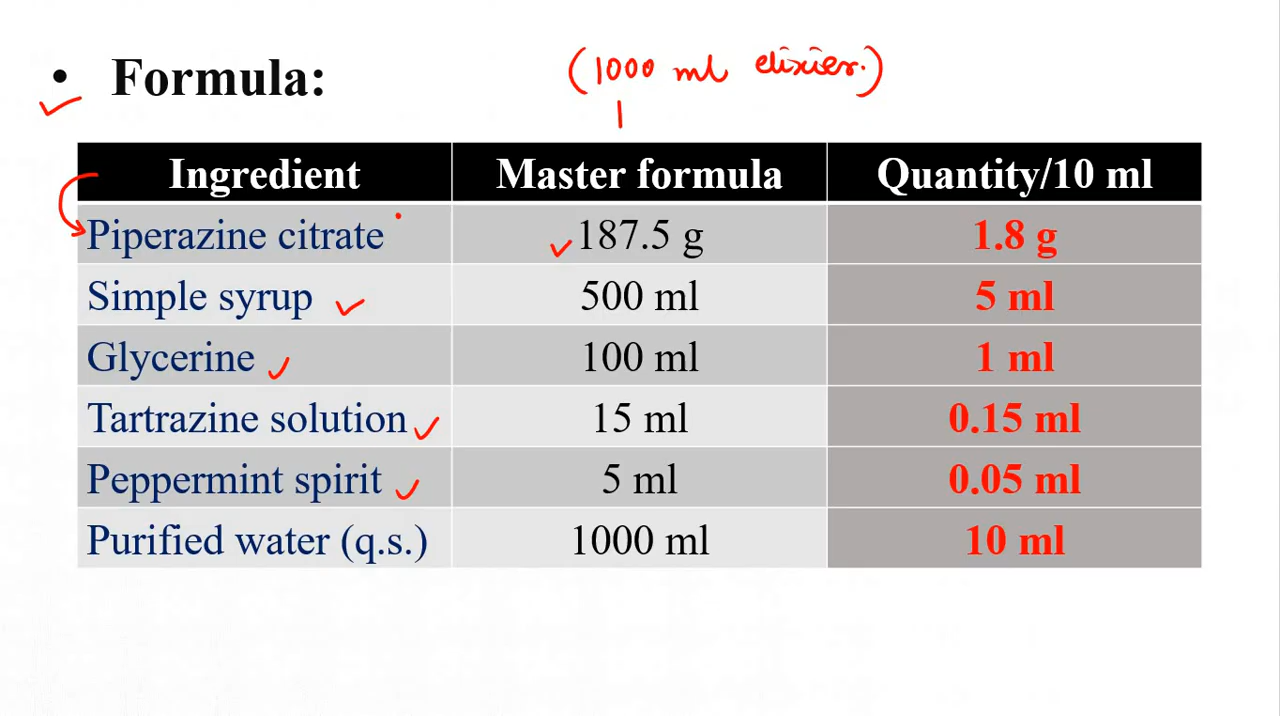 • Formula:
(1000 ml elixier.)
Ingredient Master formula Quantity/10 ml
Piperazine citrate 187.5 g 1.8 g
Simple syrup 500 ml 5 ml
Glycerine 100 ml 1 ml
Tartrazine solution 15 ml 0.15 ml
Peppermint spirit 5 ml 0.05 ml
Purified water (q.s.) 1000 ml 10 ml